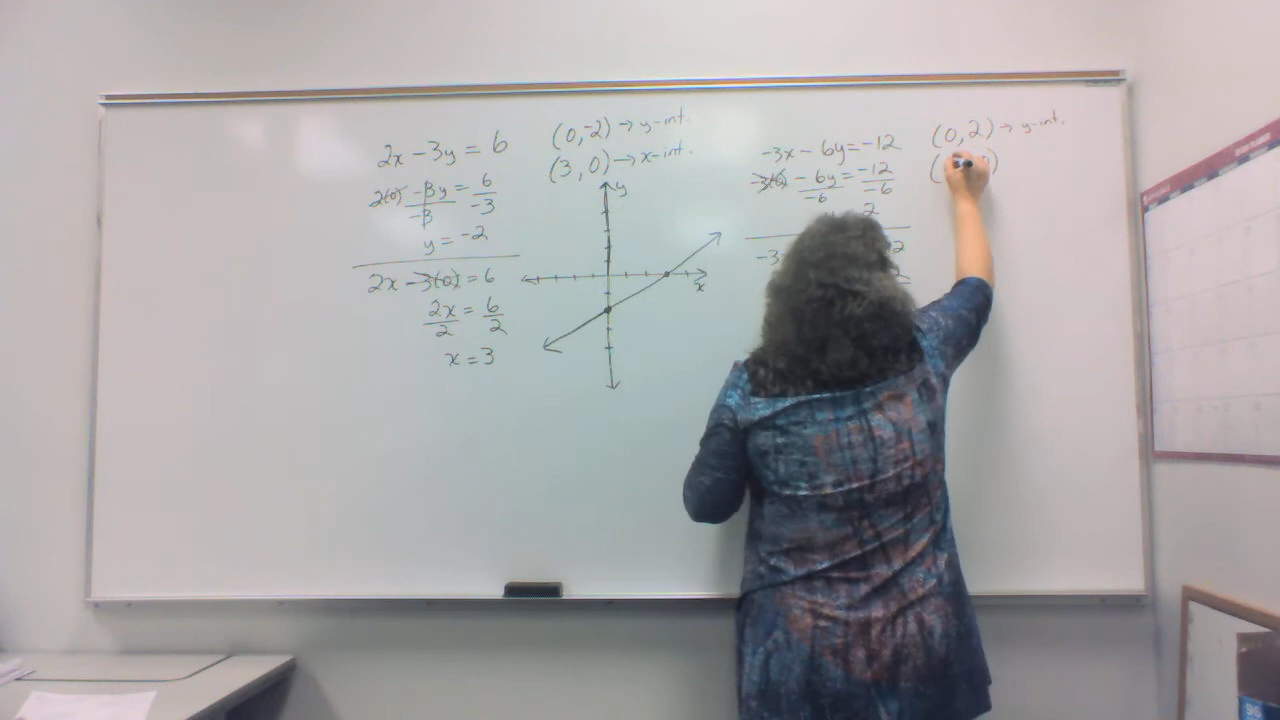 2x - 3y = 6
2(0) -3y/-3 = 6/-3
y = -2
2x - 3(0) = 6
2x/2 = 6/2
x = 3
(0, -2) → y-int.
(3, 0) → x-int.
y
x
-3x - 6y = -12
-3(0) - 6y/-6 = -12/-6
2
-3
(0, 2) → y-int.
(
)